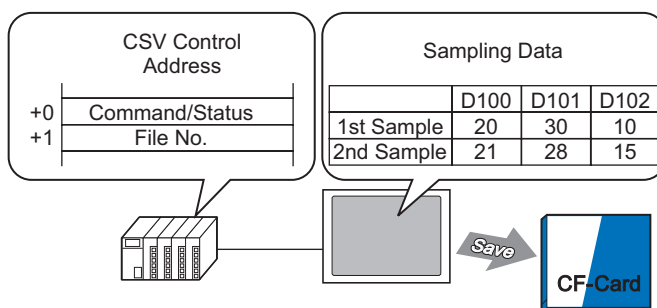 CSV Control
Address
+0 Command/Status
+1 File No.
Sampling Data
D100 D101 D102
1st Sample 20 30 10
2nd Sample 21 28 15
Save
CF-Card